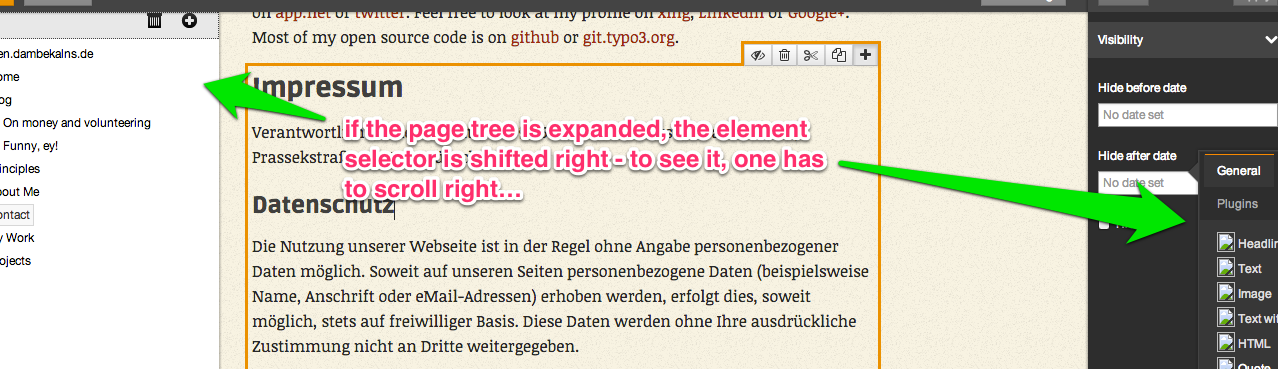 on app.net or twitter. Feel free to look at my profile on xing, LinkedIn or Google+.
Most of my open source code is on github or git.typo3.org.
en.dambekalns.de
ome
og
On money and volunteering
Funny, ey!
inciples
bout Me
ontact
y Work
ojects
Impressum
Verantwortli
Prassekstraß
if the page tree is expanded, the element
selector is shifted right - to see it, one has
to scroll right...
Datenschutz
Die Nutzung unserer Webseite ist in der Regel ohne Angabe personenbezogener
Daten möglich. Soweit auf unseren Seiten personenbezogene Daten (beispielsweise
Name, Anschrift oder eMail-Adressen) erhoben werden, erfolgt dies, soweit
möglich, stets auf freiwilliger Basis. Diese Daten werden ohne Ihre ausdrückliche
Zustimmung nicht an Dritte weitergegeben.
Visibility
Hide before date
No date set
Hide after date
No date set
General
Plugins
Headlin
Text
Image
Text wit
HTML
Quote